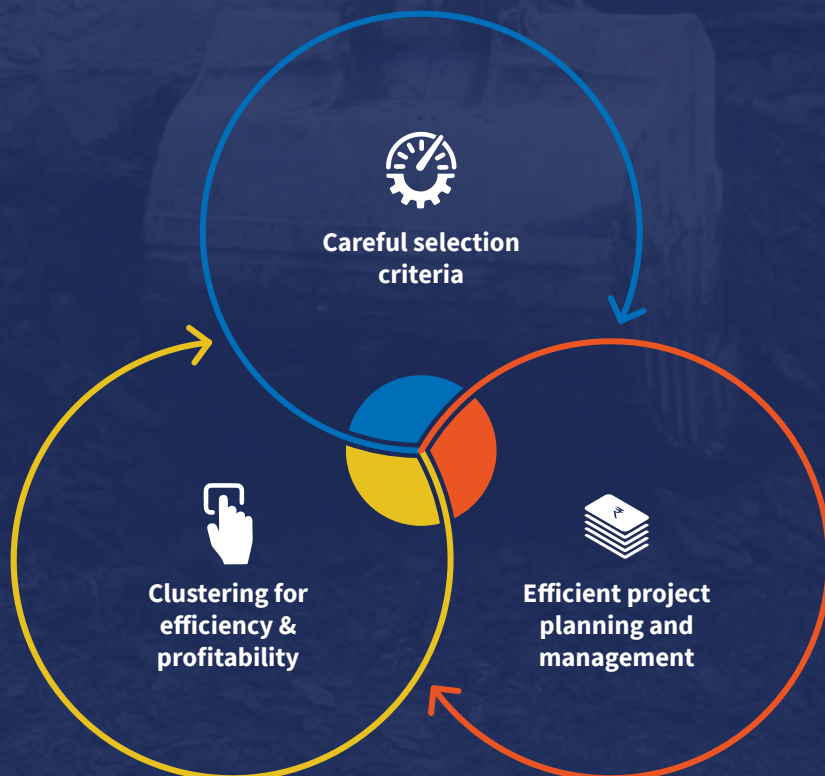 Careful selection
criteria
Clustering for
efficiency &
profitability
Efficient project
planning and
management